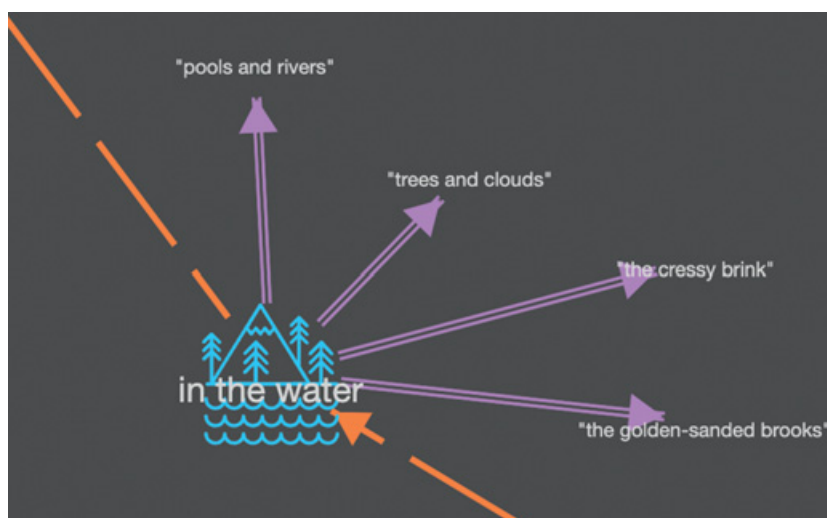 "pools and rivers"
"trees and clouds"
"the cressy brink"
in the water
"the golden-sanded brooks"